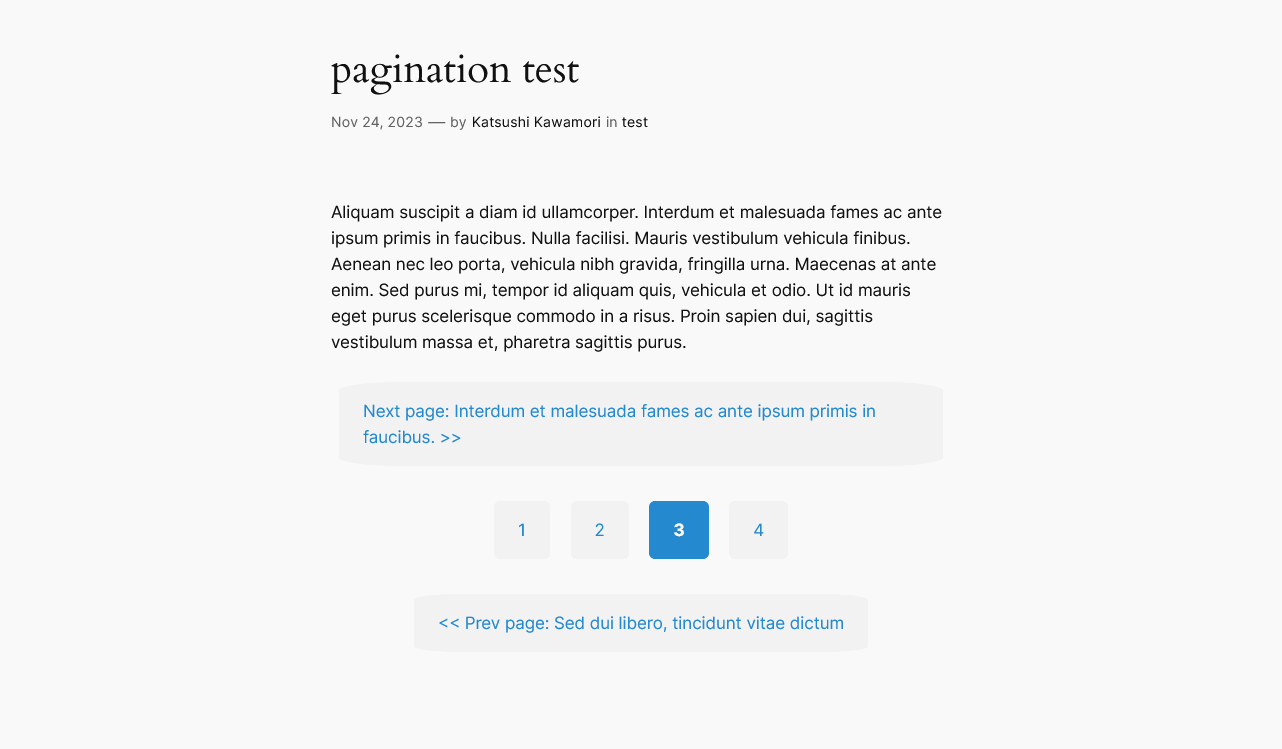 pagination test
Nov 24, 2023 — by Katsushi Kawamori in test
Aliquam suscipit a diam id ullamcorper. Interdum et malesuada fames ac ante
ipsum primis in faucibus. Nulla facilisi. Mauris vestibulum vehicula finibus.
Aenean nec leo porta, vehicula nibh gravida, fringilla urna. Maecenas at ante
enim. Sed purus mi, tempor id aliquam quis, vehicula et odio. Ut id mauris
eget purus scelerisque commodo in a risus. Proin sapien dui, sagittis
vestibulum massa et, pharetra sagittis purus.
Next page: Interdum et malesuada fames ac ante ipsum primis in
faucibus. >>
1 2 3 4
<< Prev page: Sed dui libero, tincidunt vitae dictum